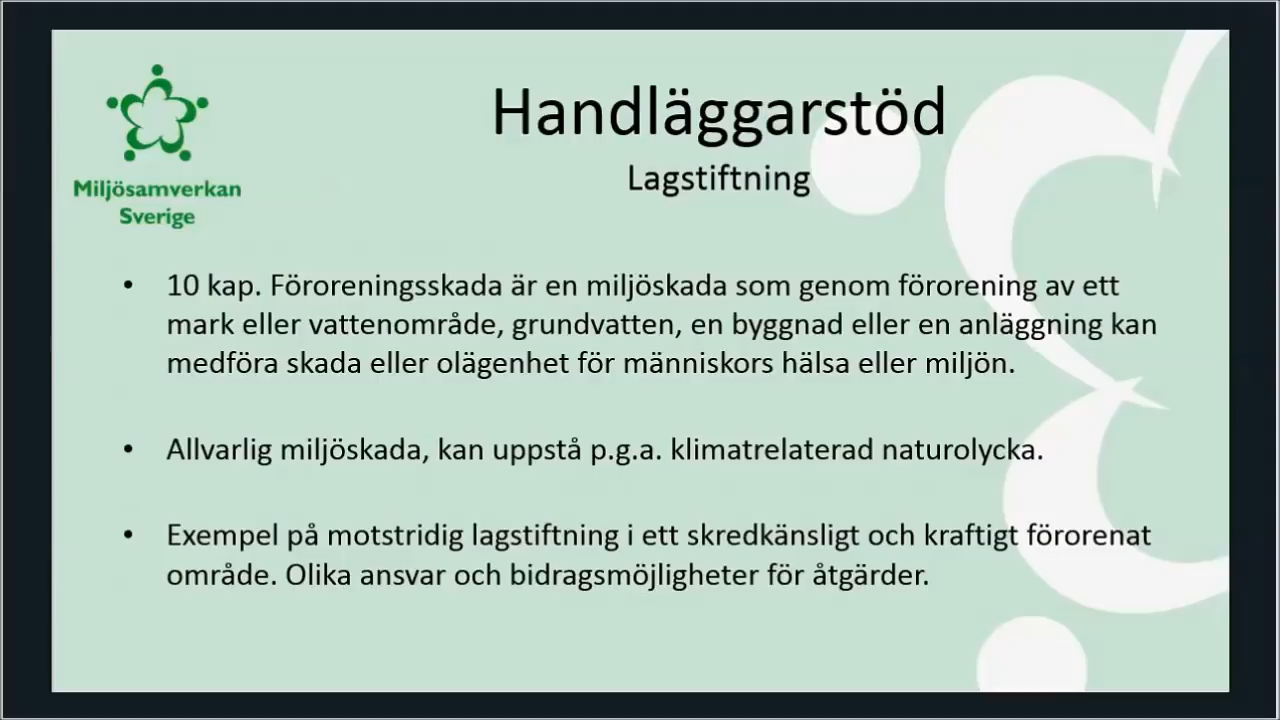 Miljösamverkan
Sverige
Handläggarstöd
Lagstiftning
• 10 kap. Föroreningsskada är en miljöskada som genom förorening av ett
mark eller vattenområde, grundvatten, en byggnad eller en anläggning kan
medföra skada eller olägenhet för människors hälsa eller miljön.
• Allvarlig miljöskada, kan uppstå p.g.a. klimatrelaterad naturolycka.
• Exempel på motstridig lagstiftning i ett skredkänsligt och kraftigt förorenat
område. Olika ansvar och bidragsmöjligheter för åtgärder.